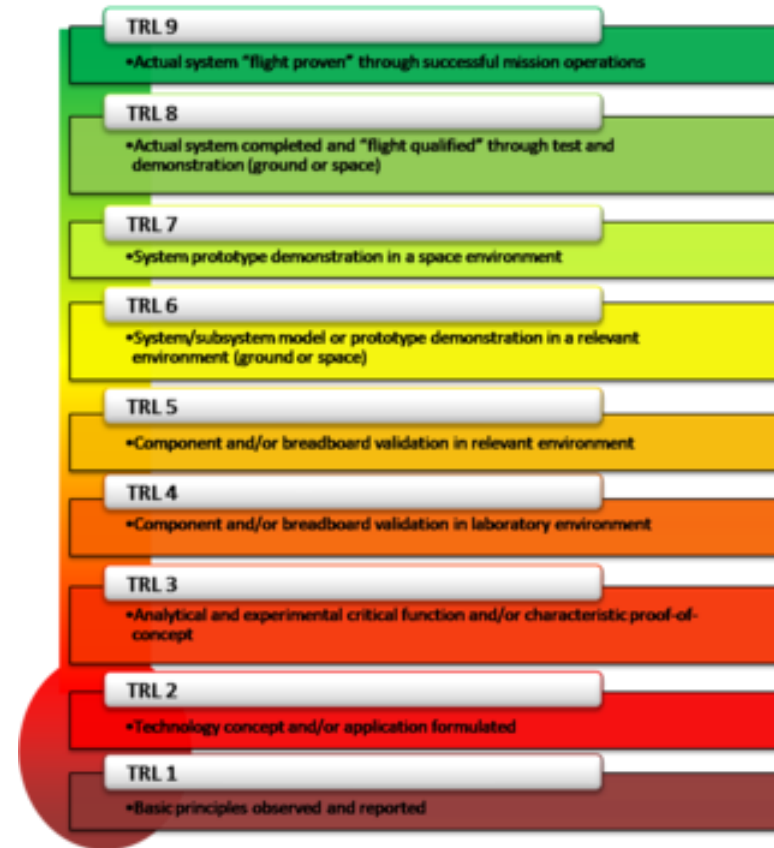 TRL 9
•Actual system “flight proven” through successful mission operations
TRL 8
•Actual system completed and “flight qualified” through test and
demonstration (ground or space)
TRL 7
•System prototype demonstration in a space environment
TRL 6
•System/subsystem model or prototype demonstration in a relevant
environment (ground or space)
TRL 5
•Component and/or breadboard validation in relevant environment
TRL 4
•Component and/or breadboard validation in laboratory environment
TRL 3
•Analytical and experimental critical function and/or characteristic proof-of-
concept
TRL 2
•Technology concept and/or application formulated
TRL 1
•Basic principles observed and reported